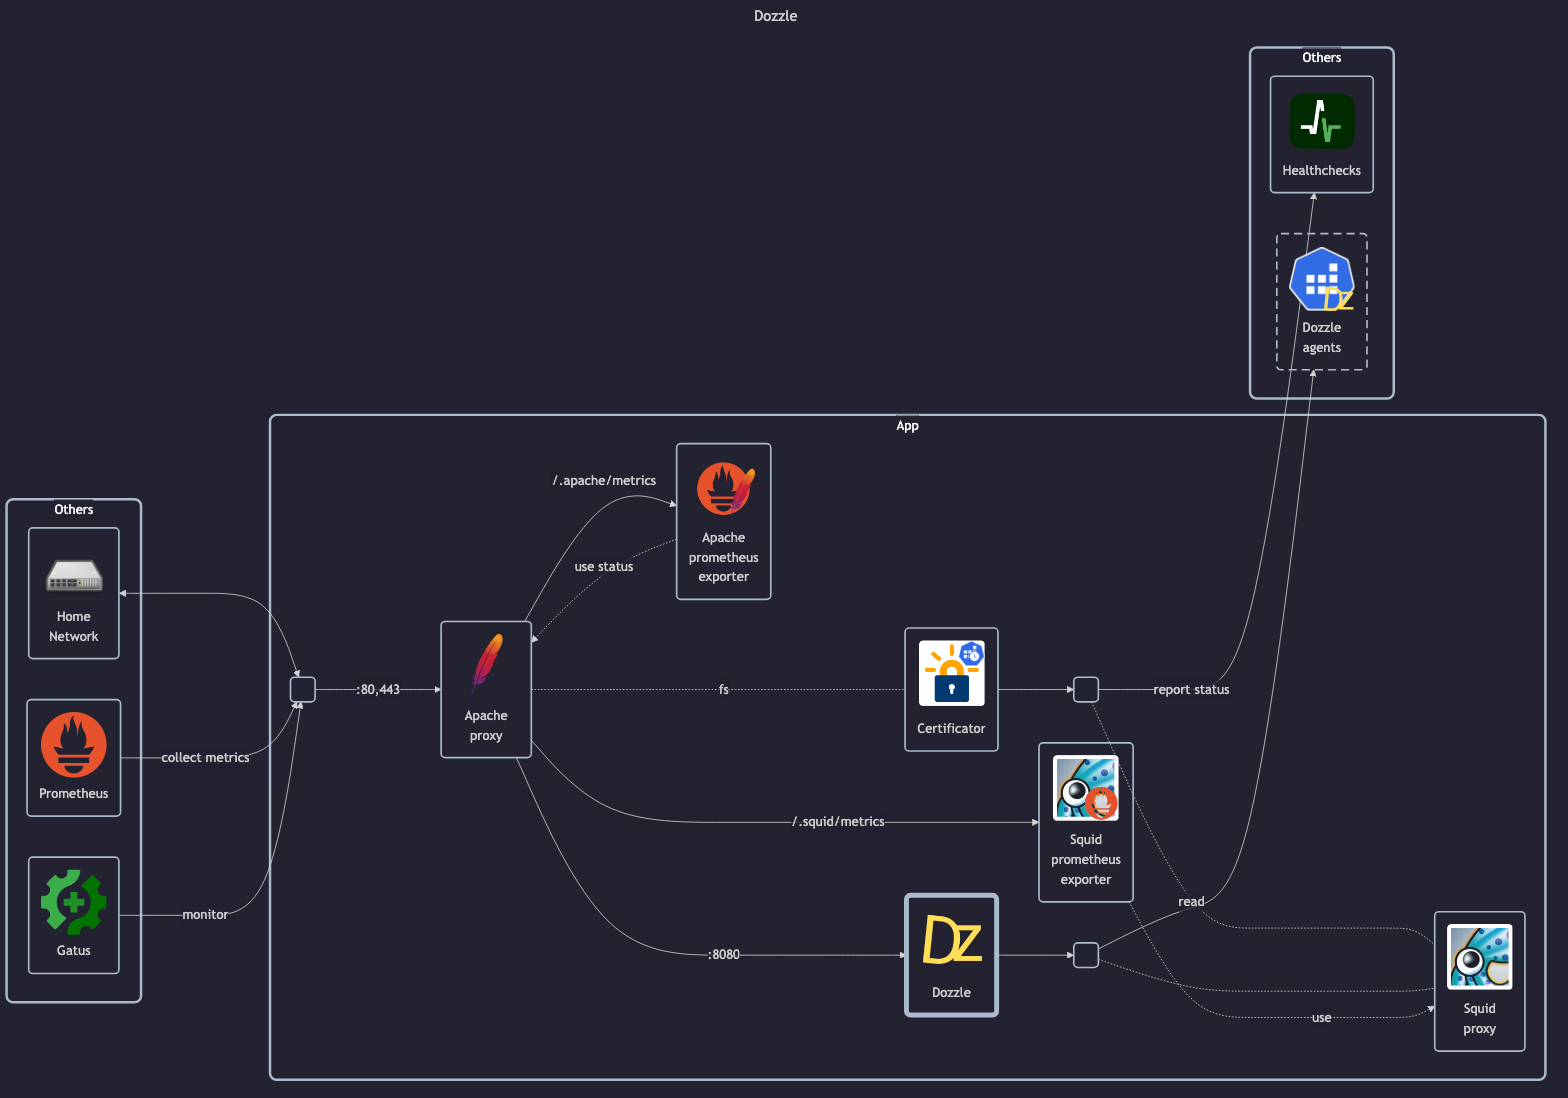 Dozzle
Others
Healthchecks
Dozzle
agents
App
/.apache/metrics
Apache
prometheus
exporter
use status
Others
Home
Network
:80,443
Apache
proxy
fs
Certificator
report status
collect metrics
Prometheus
/.squid/metrics
Squid
prometheus
exporter
monitor
Gatus
read
:8080
Dz
Dozzle
use
Squid
proxy
Dz